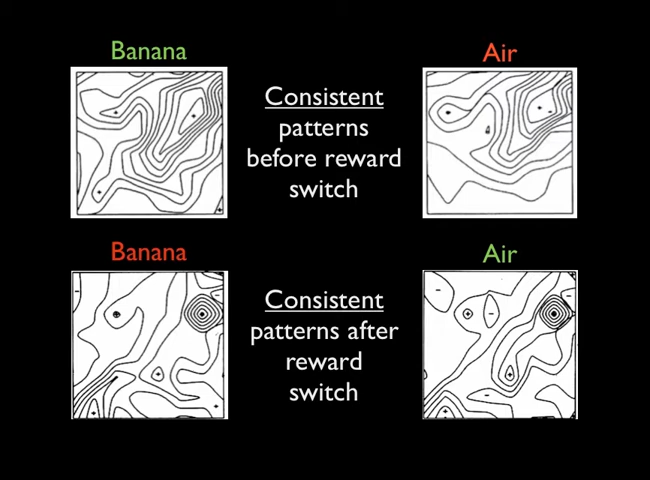 Banana
Air
Consistent
patterns
before reward
switch
Banana
Air
Consistent
patterns after
reward
switch